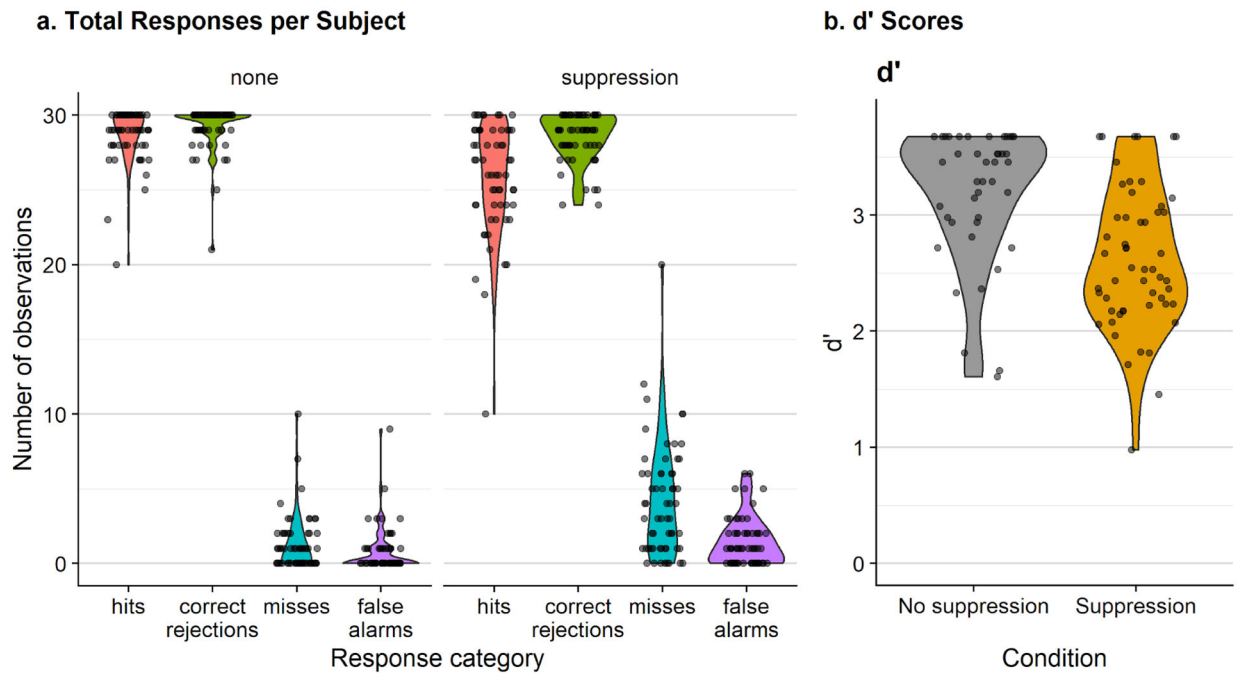 a. Total Responses per Subject
none
suppression
30
20
10
0
Number of observations
hits
correct
rejections
misses
false
alarms
hits
correct
rejections
misses
false
alarms
Response category
b. d' Scores
d'
3
2
1
0
d'
No suppression
Suppression
Condition